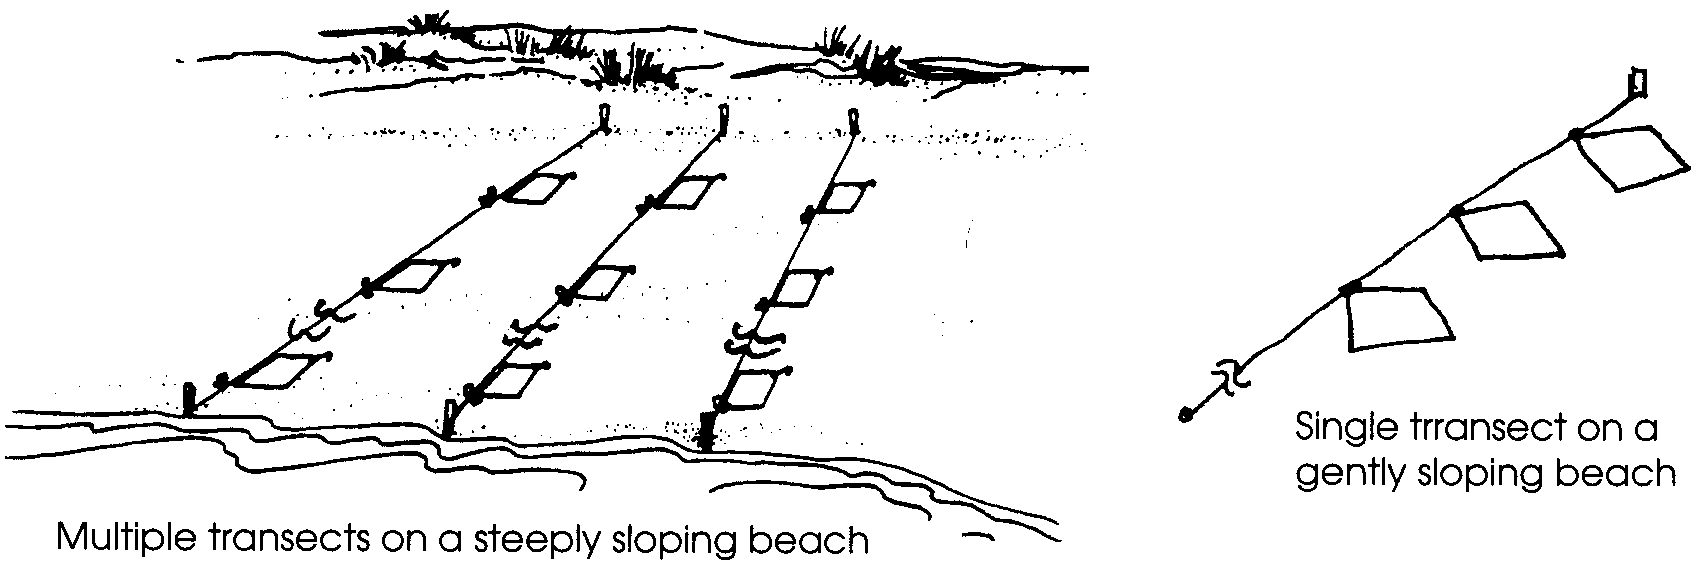 Single trransect on a
gently sloping beach
Multiple transects on a steeply sloping beach